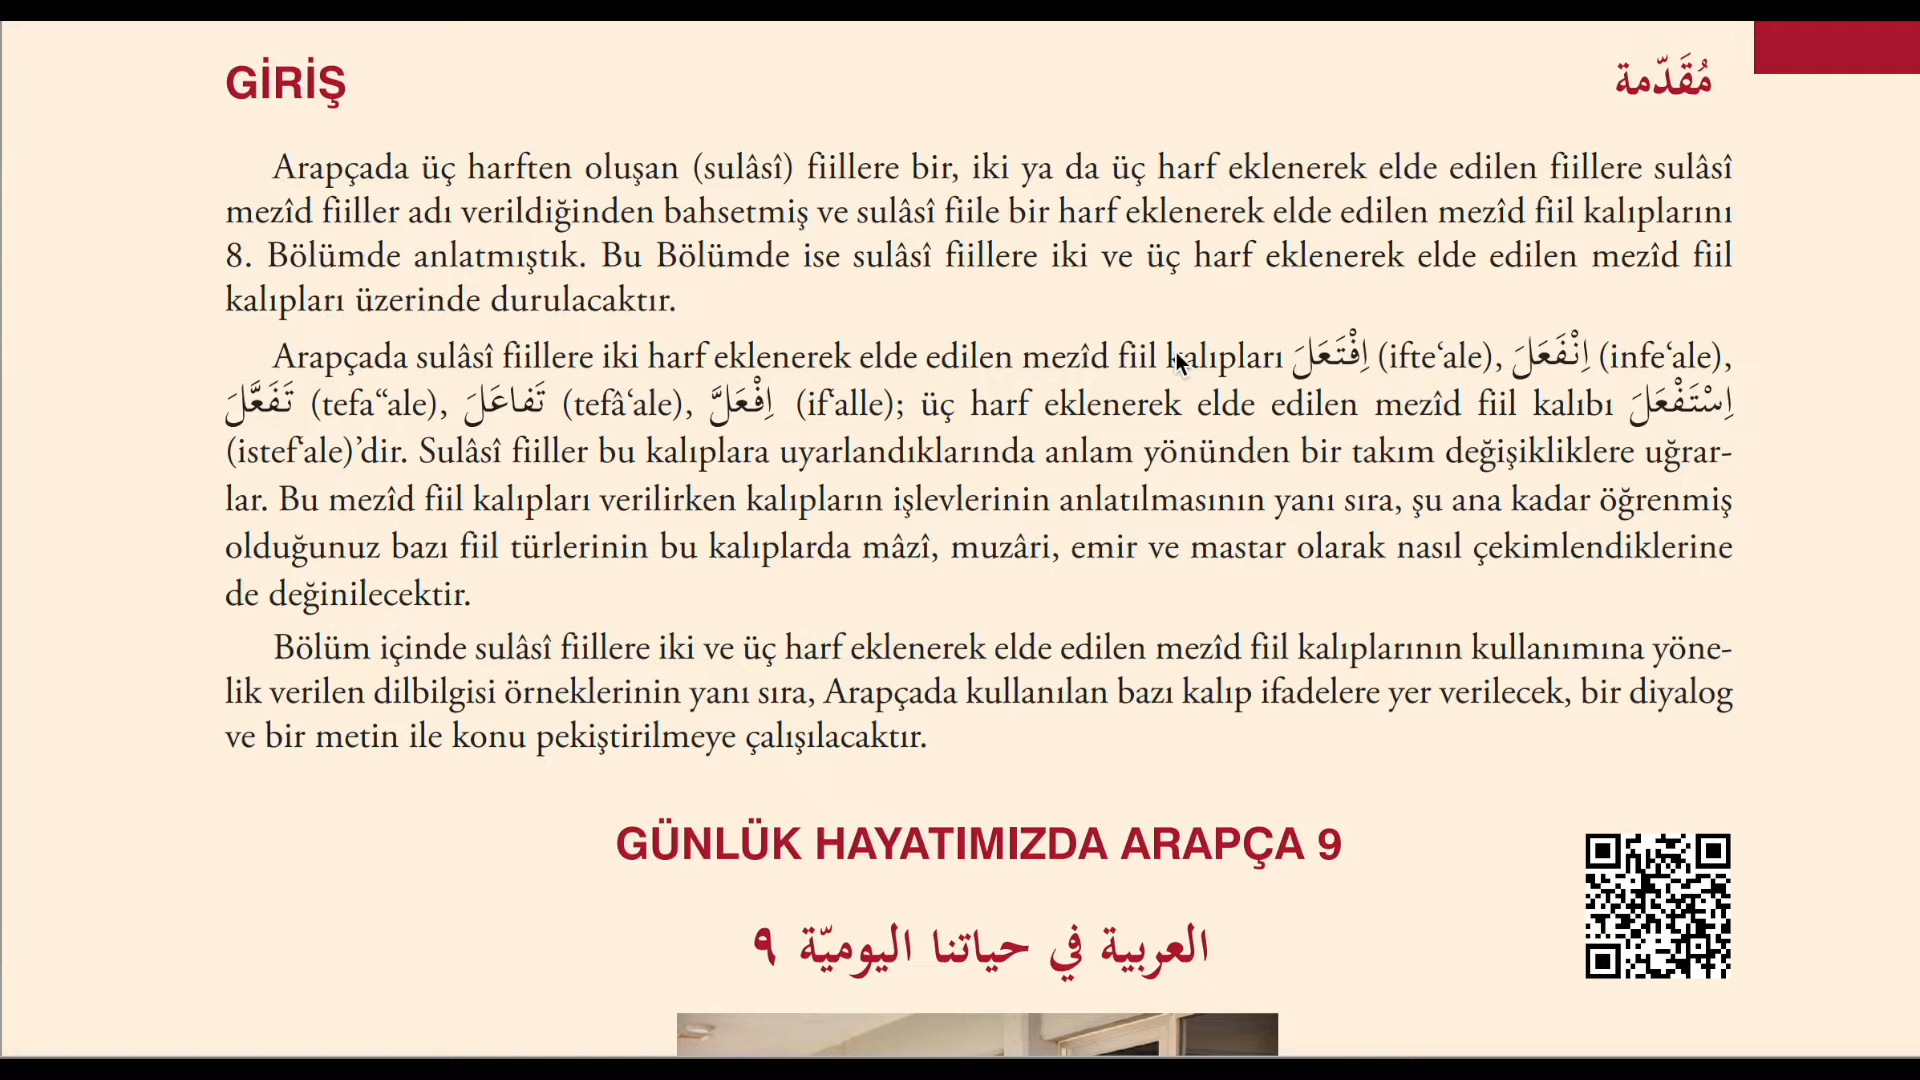 GİRİŞ
مُقَدّمة
Arapçada üç harften oluşan (sulâsî) fiillere bir, iki ya da üç harf eklenerek elde edilen fiillere sulâsî
mezîd fiiller adı verildiğinden bahsetmiş ve sulâsî fiile bir harf eklenerek elde edilen mezîd fiil kalıplarını
8. Bölümde anlatmıştık. Bu Bölümde ise sulâsî fiillere iki ve üç harf eklenerek elde edilen mezîd fiil
kalıpları üzerinde durulacaktır.
Arapçada sulâsî fiillere iki harf eklenerek elde edilen mezîd fiil kalıpları اِفْتَعَلَ (ifte‘ale), اِنْفَعَلَ (infe‘ale),
تَفَعَّلَ (tefa“ale), تَفاعَلَ (tefâ‘ale), اِفْعَلَّ (if‘alle); üç harf eklenerek elde edilen mezîd fiil kalıbı اِسْتَفْعَلَ
(istef‘ale)’dir. Sulâsî fiiller bu kalıplara uyarlandıklarında anlam yönünden bir takım değişikliklere uğrar-
lar. Bu mezîd fiil kalıpları verilirken kalıpların işlevlerinin anlatılmasının yanı sıra, şu ana kadar öğrenmiş
olduğunuz bazı fiil türlerinin bu kalıplarda mâzî, muzâri, emir ve mastar olarak nasıl çekimlendiklerine
de değinilecektir.
Bölüm içinde sulâsî fiillere iki ve üç harf eklenerek elde edilen mezîd fiil kalıplarının kullanımına yöne-
lik verilen dilbilgisi örneklerinin yanı sıra, Arapçada kullanılan bazı kalıp ifadelere yer verilecek, bir diyalog
ve bir metin ile konu pekiştirilmeye çalışılacaktır.
GÜNLÜK HAYATIMIZDA ARAPÇA 9
العربية في حياتنا اليوميّة ٩